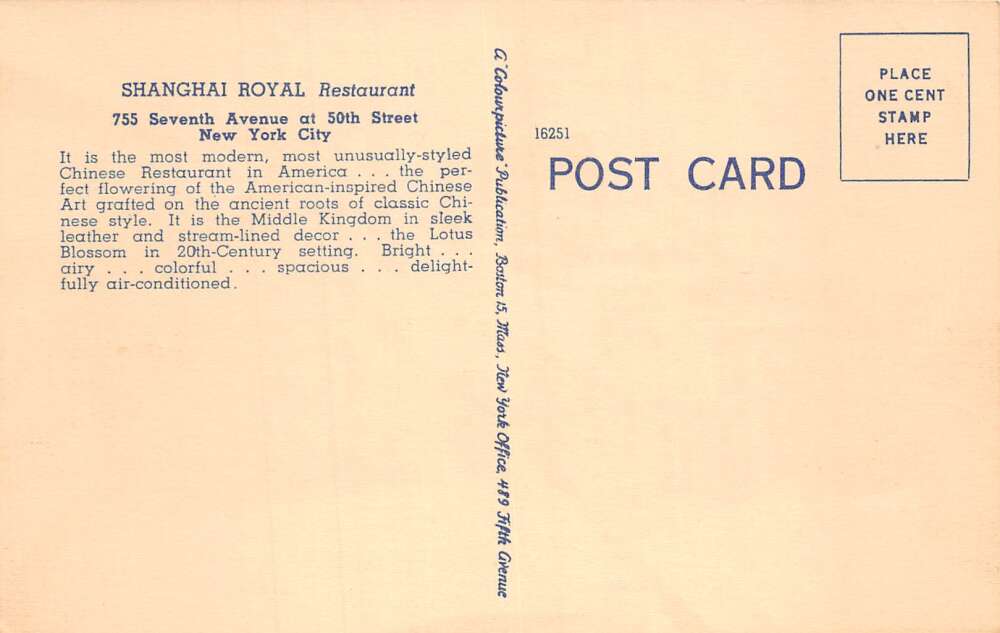 SHANGHAI ROYAL Restaurant
755 Seventh Avenue at 50th Street
New York City
It is the most modern, most unusually-styled
Chinese Restaurant in America . . . the per-
fect flowering of the American-inspired Chinese
Art grafted on the ancient roots of classic Chi-
nese style. It is the Middle Kingdom in sleek
leather and stream-lined decor . . . the Lotus
Blossom in 20th-Century setting. Bright . . .
airy . . . colorful . . . spacious . . . delight-
fully air-conditioned.
A "Colourpicture" Publication, Boston 15, Mass., New York Office, 489 Fifth Avenue
16251
POST CARD
PLACE
ONE CENT
STAMP
HERE